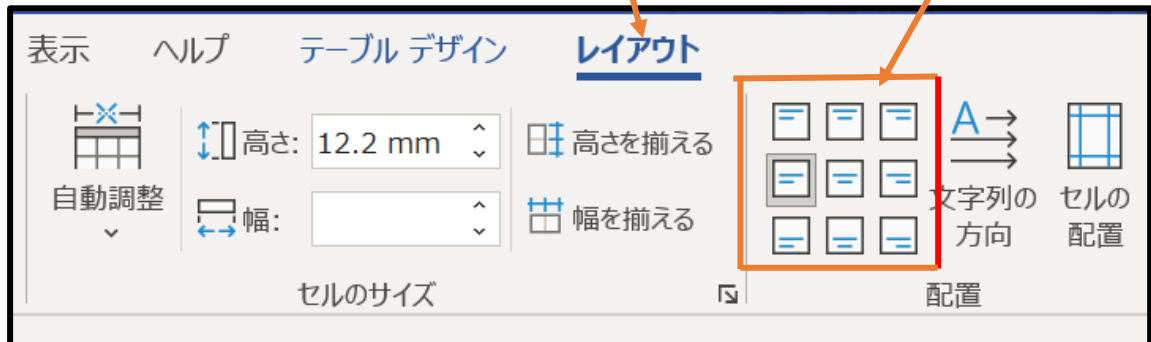 表示 ヘルプ テーブル デザイン レイアウト
自動調整
高さ: 12.2 mm
幅:
高さを揃える
幅を揃える
セルのサイズ
A
文字列の
方向
セルの
配置
配置